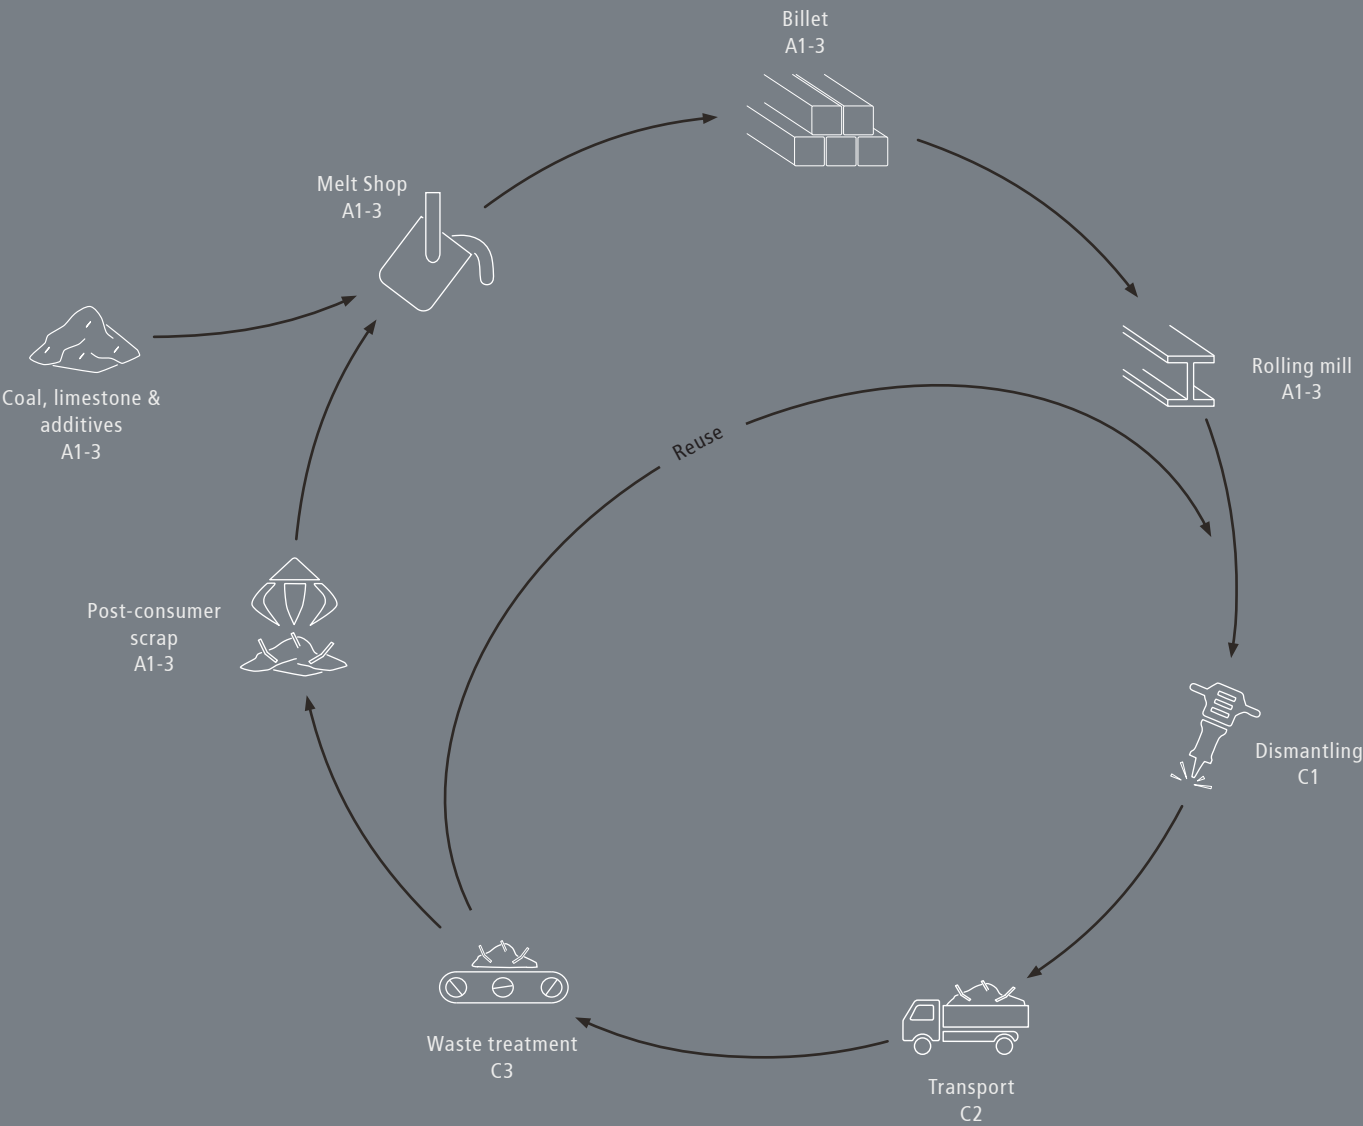 Billet
A1-3
Melt Shop
A1-3
Coal, limestone &
additives
A1-3
Rolling mill
A1-3
Reuse
Post-consumer
scrap
A1-3
Dismantling
C1
Waste treatment
C3
Transport
C2